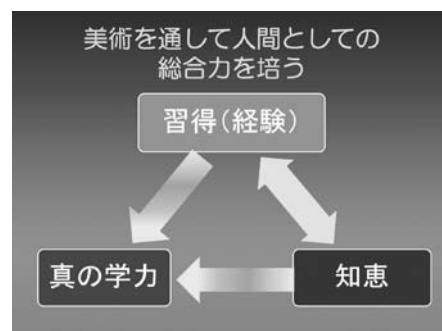 美術を通して人間としての
総合力を培う
習得（経験）
真の学力
知恵